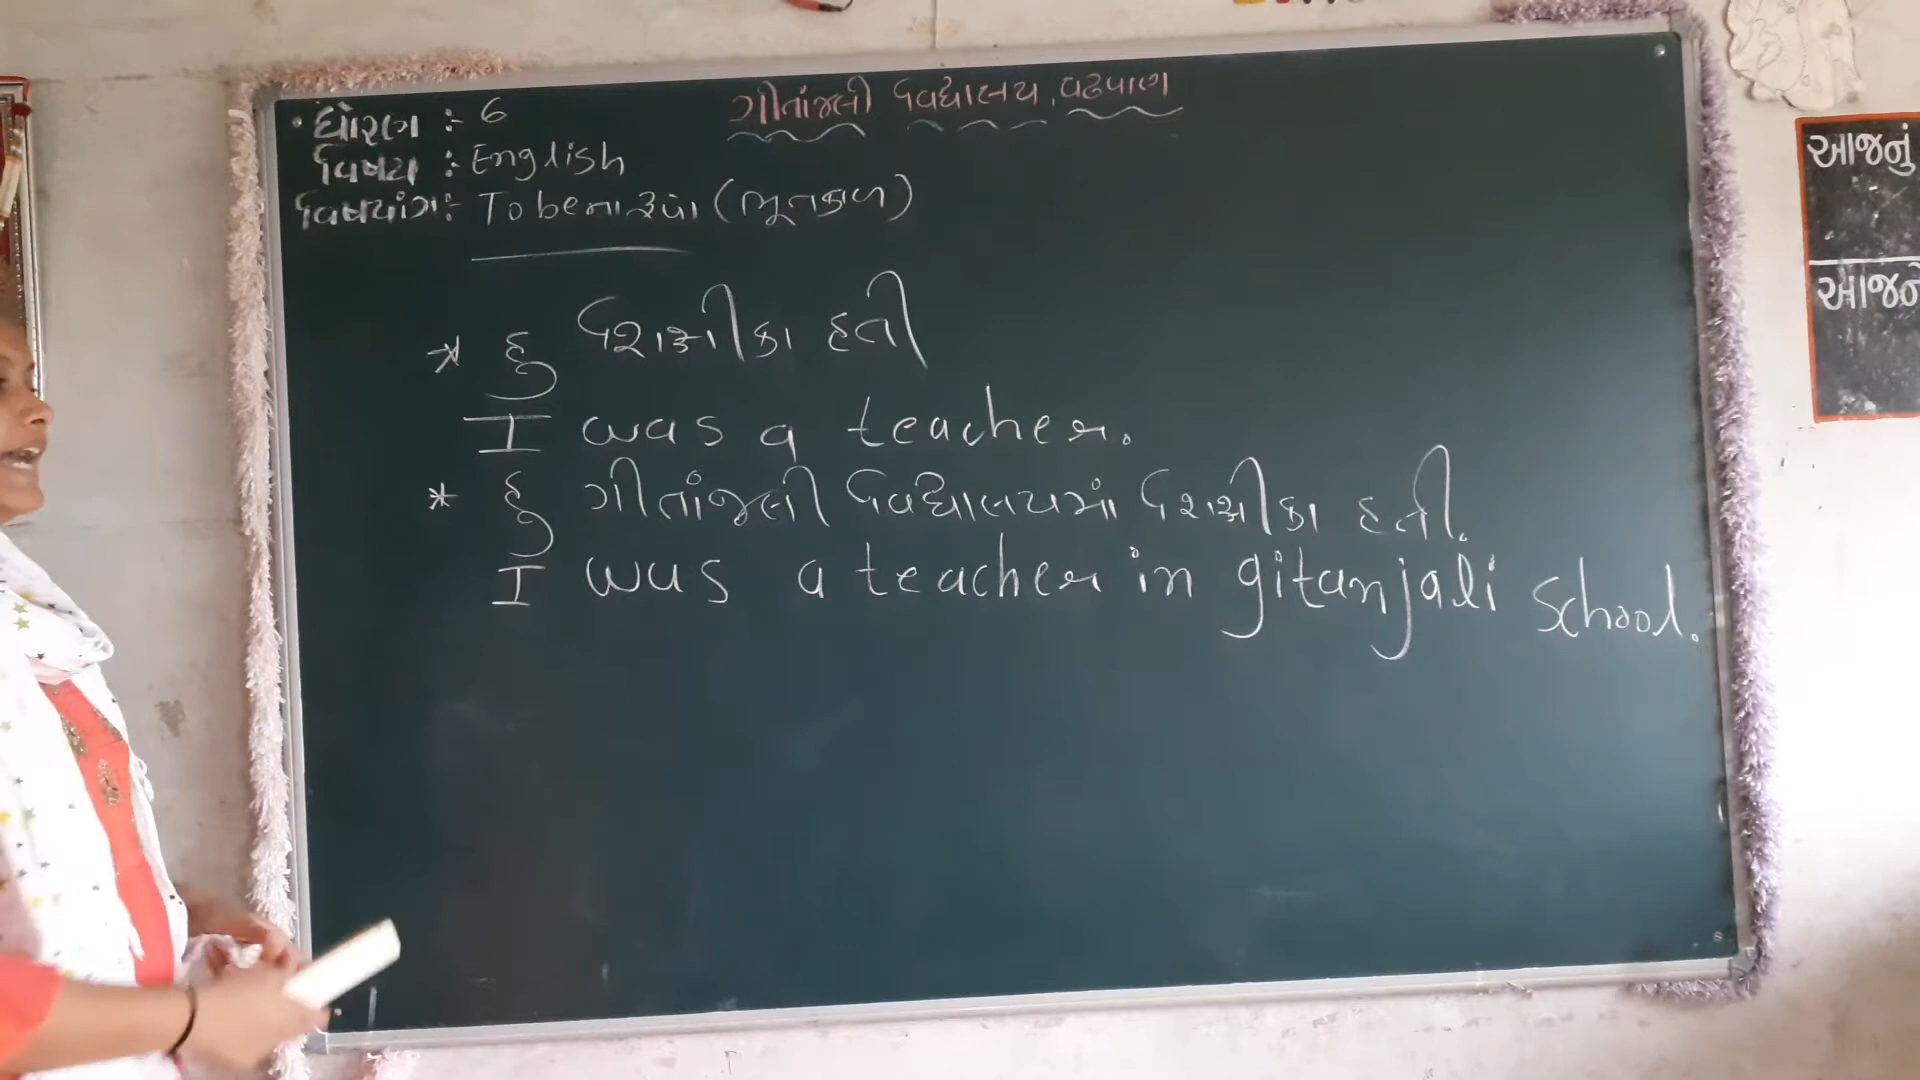 ગીતાંજલી વિદ્યાલય, વઢવાણ
ધોરણ :- 6
વિષય :- English
વિષયાંગ :- To be ના રૂપો (ભૂતકાળ)
* હું શિક્ષીકા હતી
I was a teacher.
* હું ગીતાંજલી વિદ્યાલયમાં શિક્ષીકા હતી.
I was a teacher in gitanjali school.
આજનું
આજનો